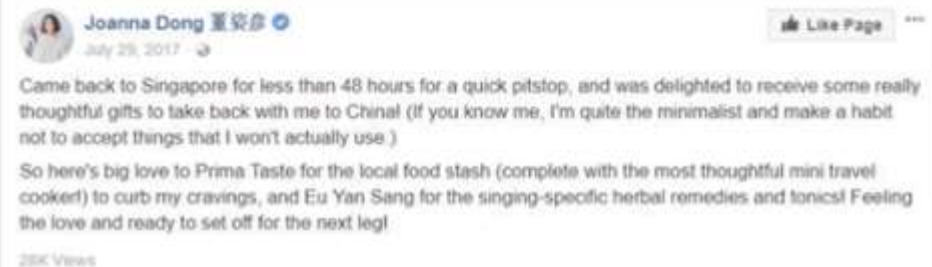 Joanna Dong 董姿彦
July 29, 2017
Like Page
Came back to Singapore for less than 48 hours for a quick pitstop, and was delighted to receive some really
thoughtful gifts to take back with me to China! (If you know me, I'm quite the minimalist and make a habit
not to accept things that I won't actually use.)
So here's big love to Prima Taste for the local food stash (complete with the most thoughtful mini travel
cooker!) to curb my cravings, and Eu Yan Sang for the singing-specific herbal remedies and tonics! Feeling
the love and ready to set off for the next leg!
28K Views